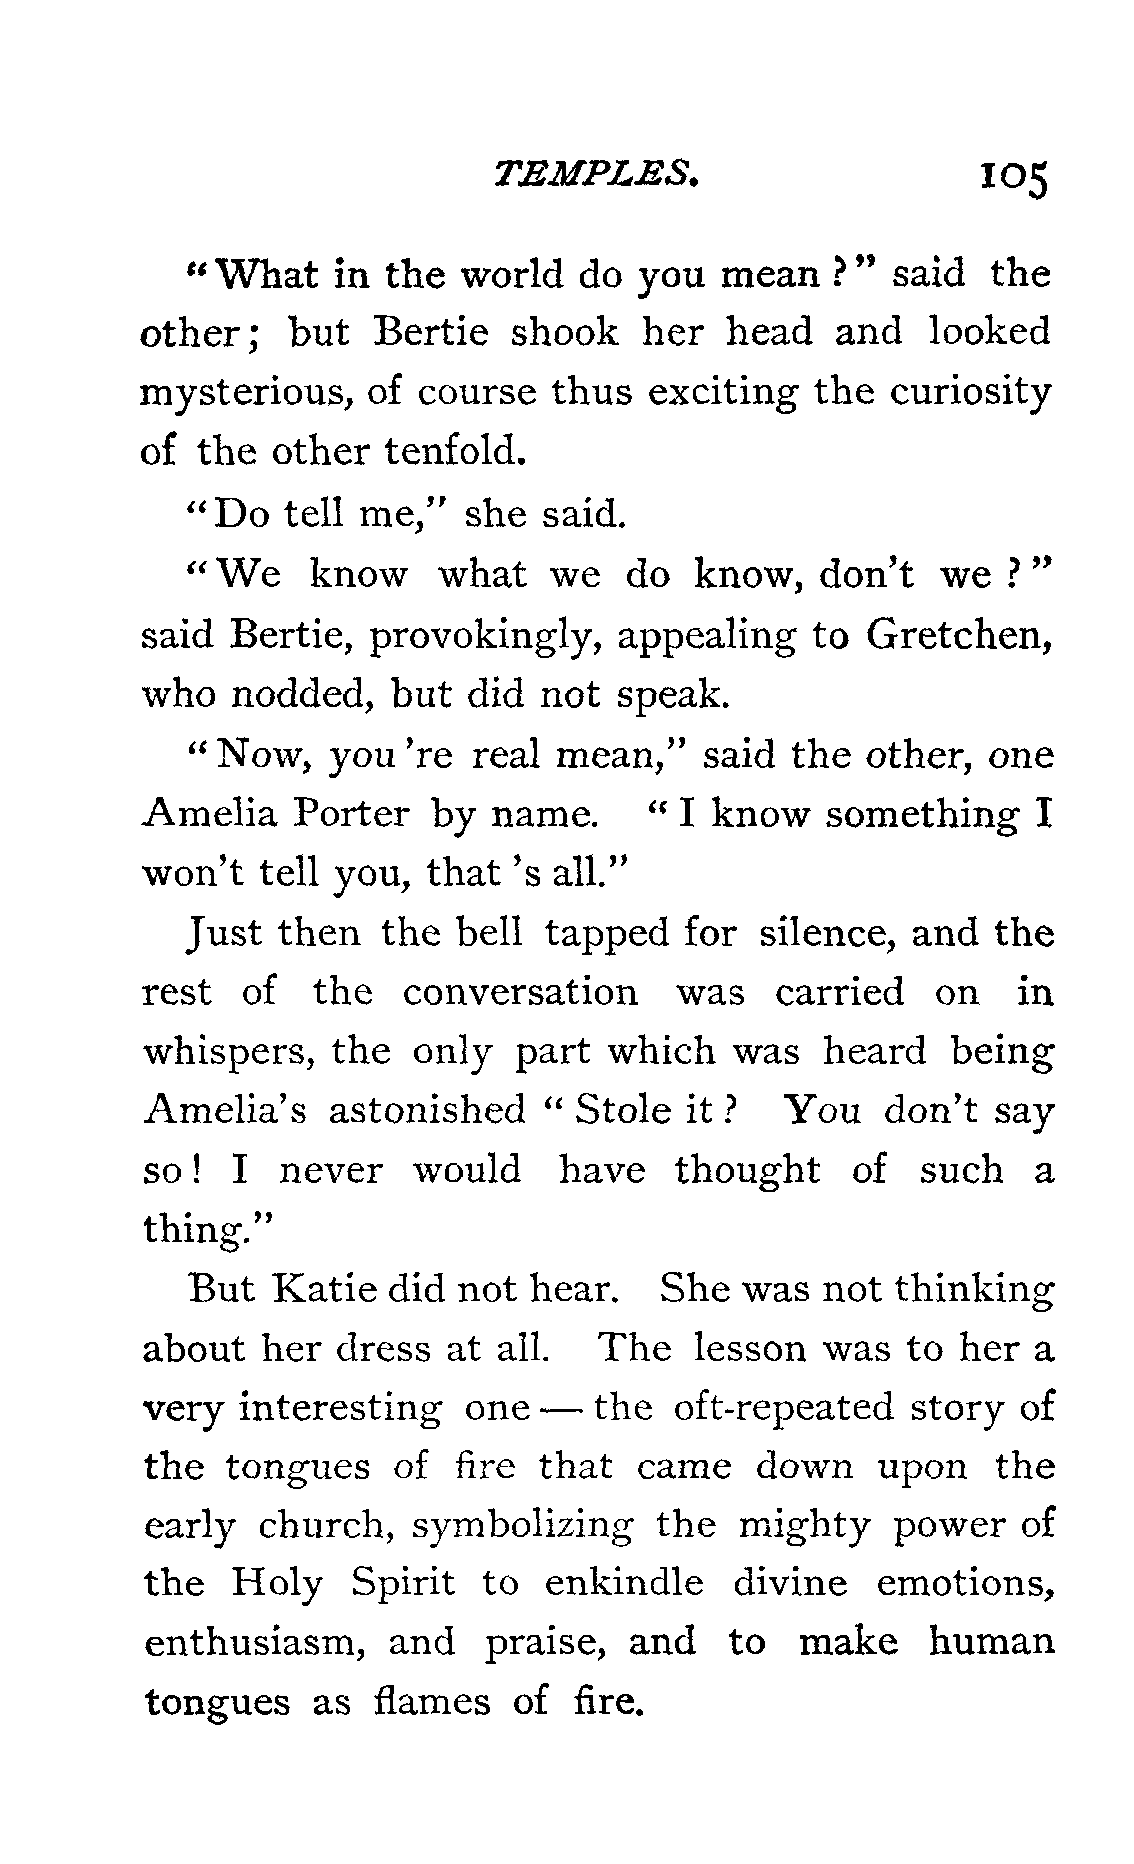 TEMPLES. 105
"What in the world do you mean?" said the
other; but Bertie shook her head and looked
mysterious, of course thus exciting the curiosity
of the other tenfold.
"Do tell me," she said.
"We know what we do know, don't we?"
said Bertie, provokingly, appealing to Gretchen,
who nodded, but did not speak.
"Now, you 're real mean," said the other, one
Amelia Porter by name. "I know something I
won't tell you, that 's all."
Just then the bell tapped for silence, and the
rest of the conversation was carried on in
whispers, the only part which was heard being
Amelia's astonished "Stole it? You don't say
so! I never would have thought of such a
thing."
But Katie did not hear. She was not thinking
about her dress at all. The lesson was to her a
very interesting one — the oft-repeated story of
the tongues of fire that came down upon the
early church, symbolizing the mighty power of
the Holy Spirit to enkindle divine emotions,
enthusiasm, and praise, and to make human
tongues as flames of fire.